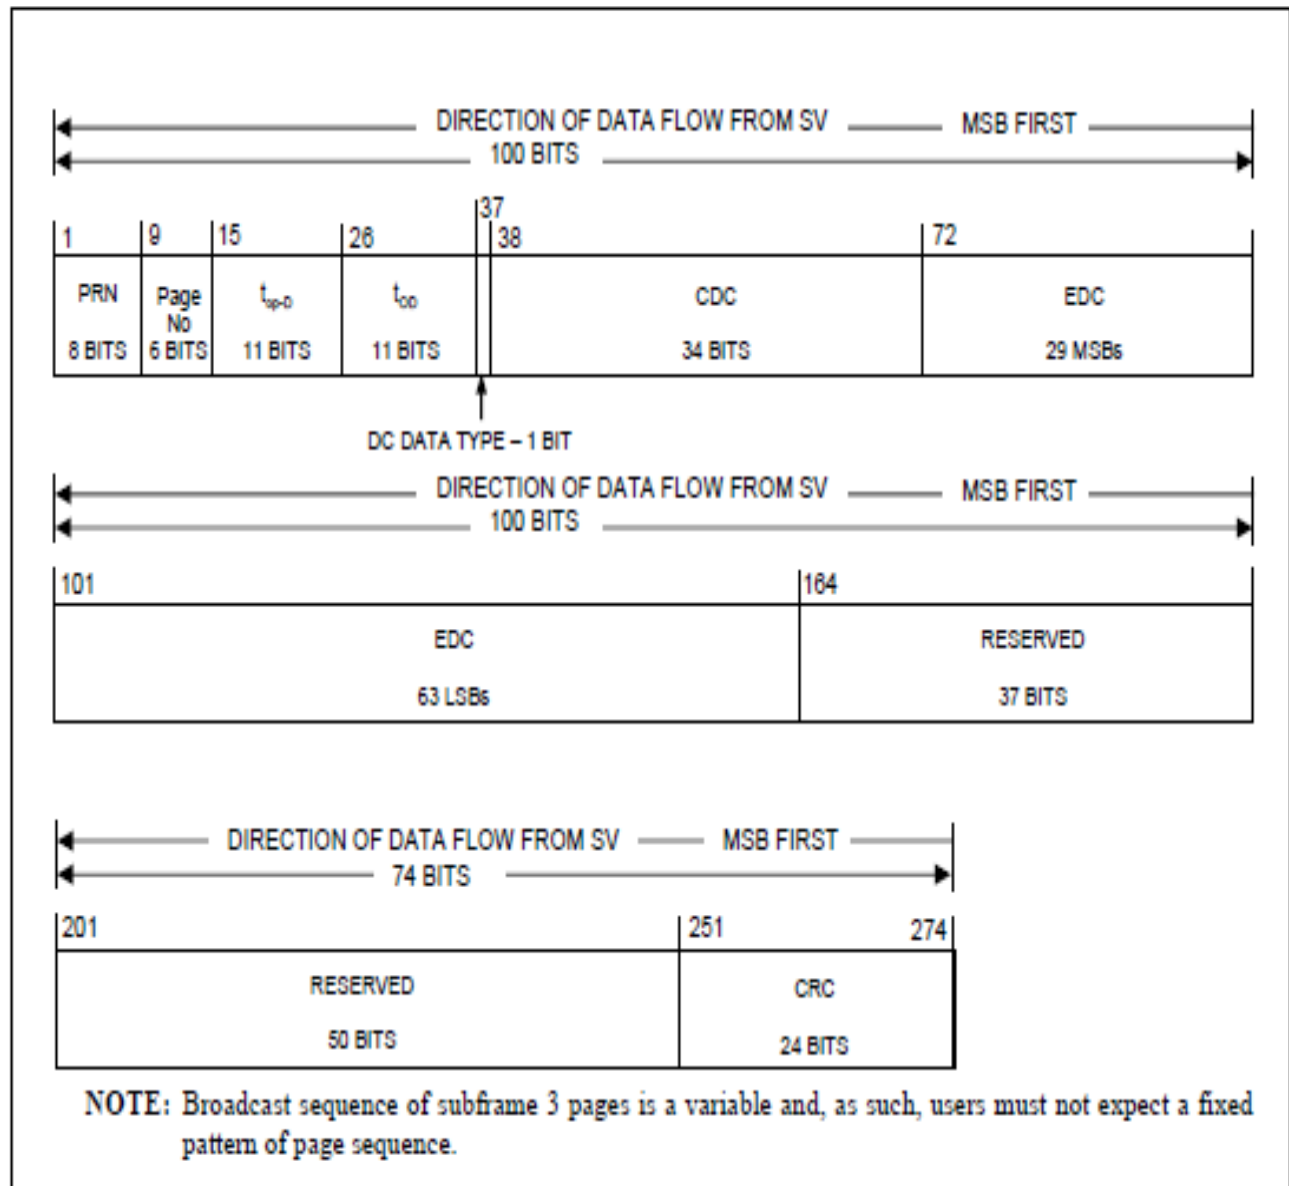 DIRECTION OF DATA FLOW FROM SV MSB FIRST
100 BITS
37
1 9 15 26 38 72
PRN Page No t_op-D t_OD CDC EDC
8 BITS 6 BITS 11 BITS 11 BITS 34 BITS 29 MSBs
DC DATA TYPE – 1 BIT
DIRECTION OF DATA FLOW FROM SV MSB FIRST
100 BITS
101 164
EDC RESERVED
63 LSBs 37 BITS
DIRECTION OF DATA FLOW FROM SV MSB FIRST
74 BITS
201 251 274
RESERVED CRC
50 BITS 24 BITS
NOTE: Broadcast sequence of subframe 3 pages is a variable and, as such, users must not expect a fixed
pattern of page sequence.